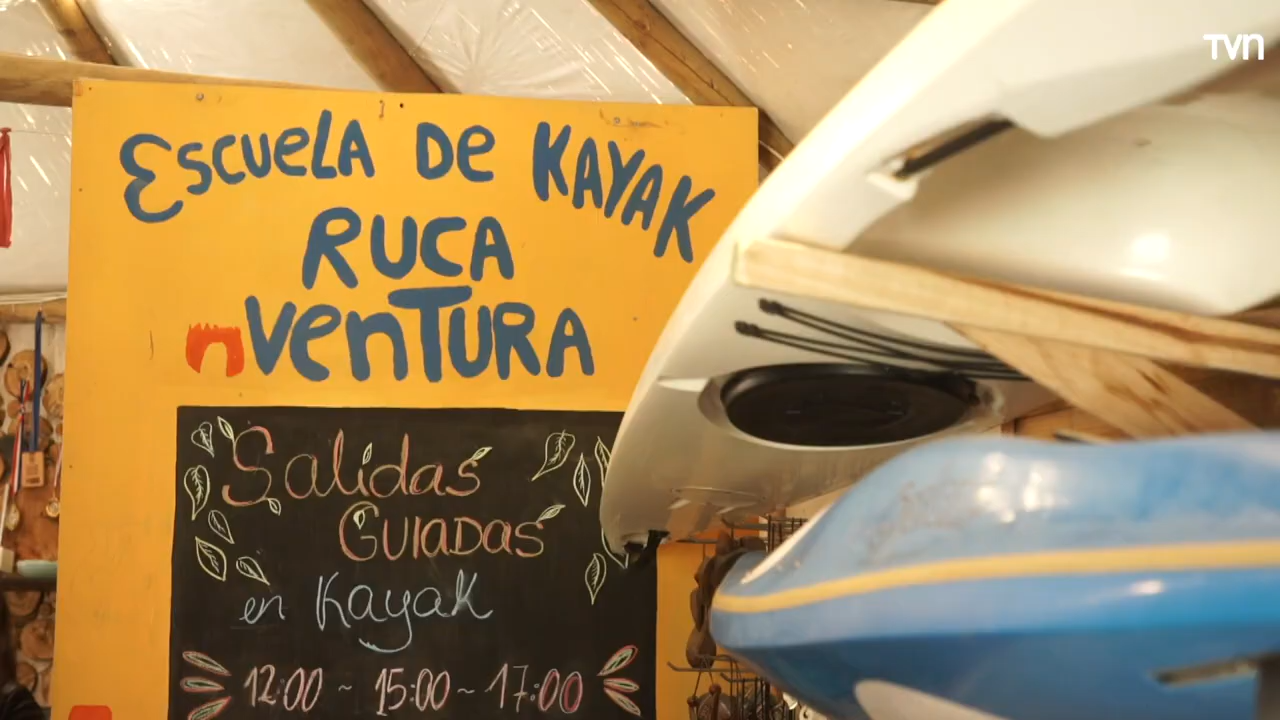 TVN
ESCUELA DE KAYAK
RUCA
VENTURA
Salidas
GUIADAS
en Kayak
12:00 ~ 15:00 ~ 17:00